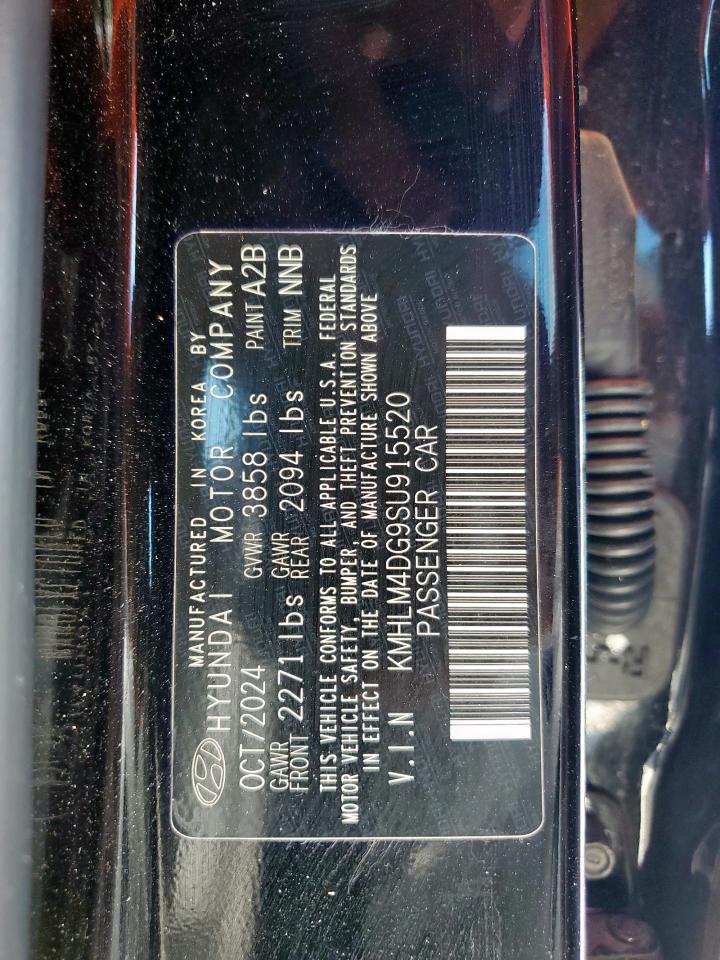 MANUFACTURED IN KOREA BY
HYUNDAI MOTOR COMPANY
OCT/2024 GVWR 3858 lbs PAINT A2B
GAWR FRONT 2271 lbs GAWR REAR 2094 lbs TRIM NNB
THIS VEHICLE CONFORMS TO ALL APPLICABLE U.S.A. FEDERAL
MOTOR VEHICLE SAFETY, BUMPER, AND THEFT PREVENTION STANDARDS
IN EFFECT ON THE DATE OF MANUFACTURE SHOWN ABOVE
V.I.N KMHLM4DG9SU915520
PASSENGER CAR